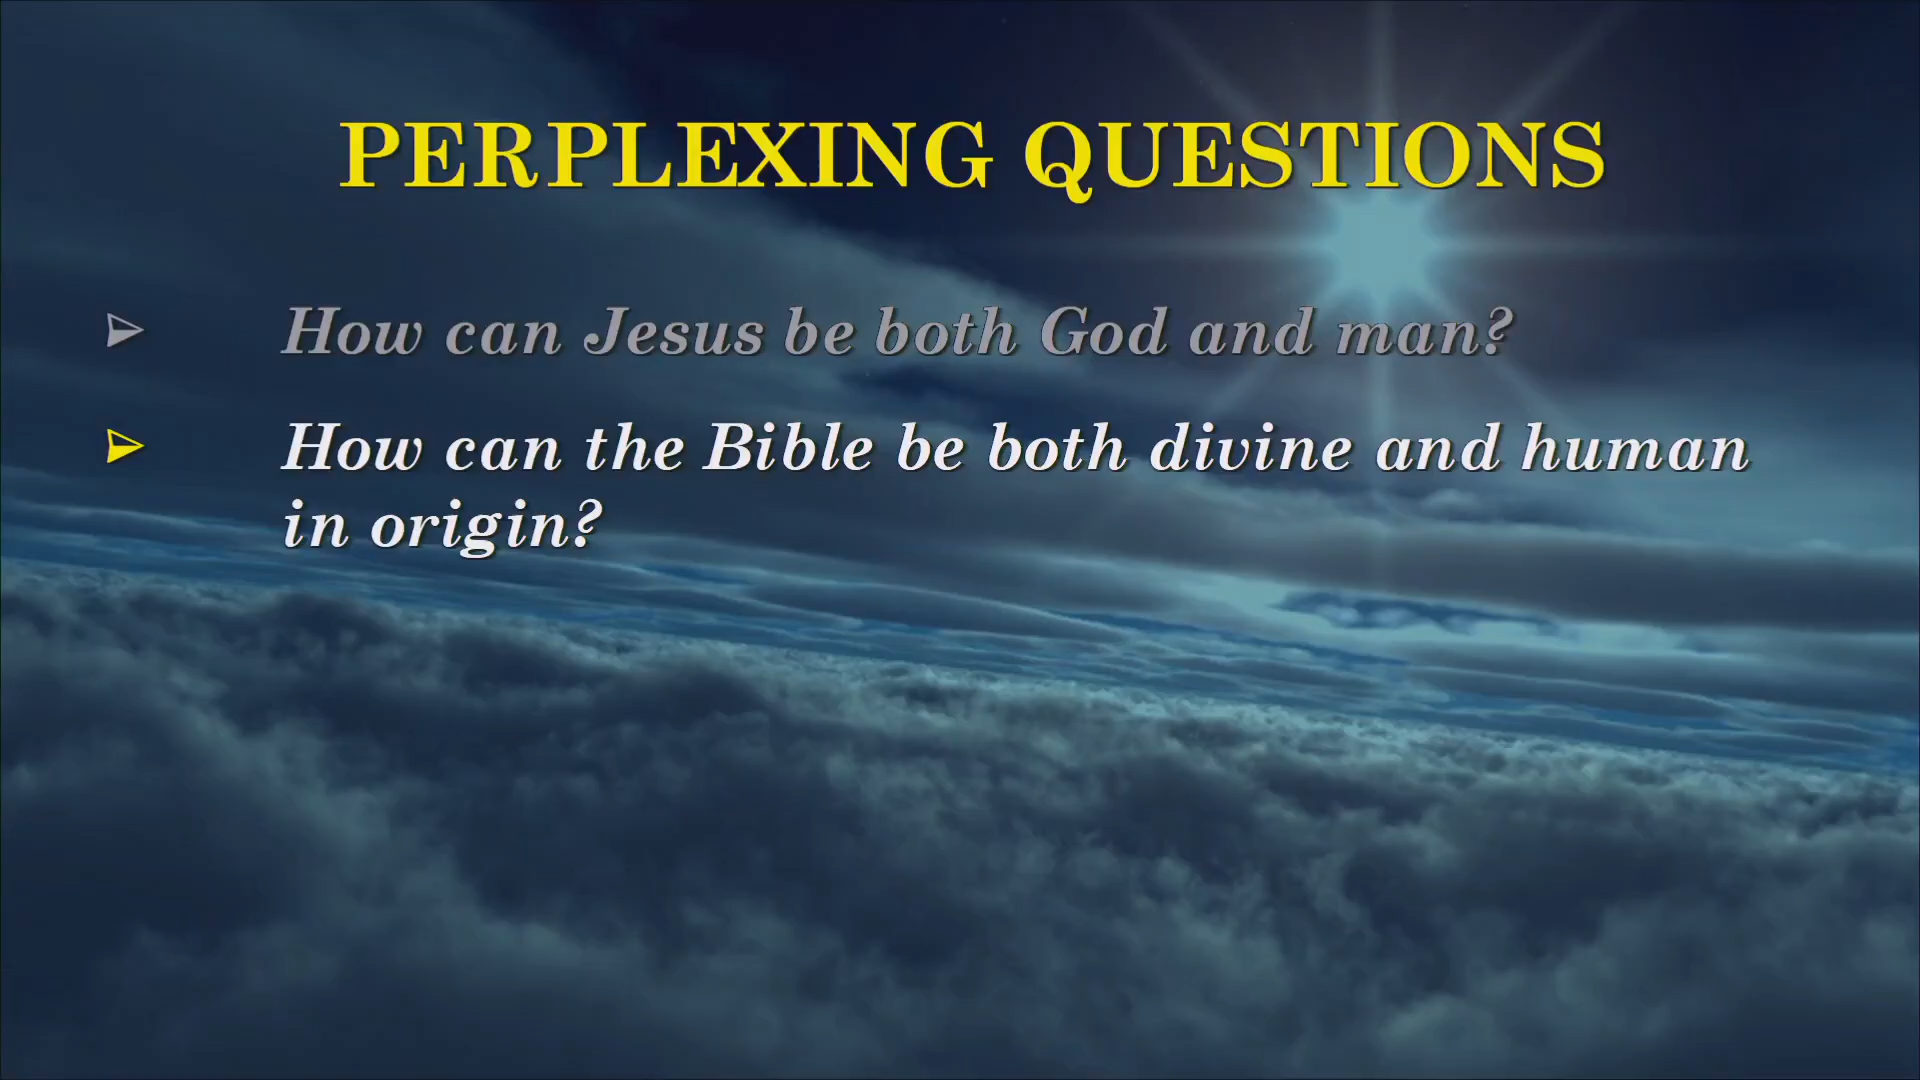 PERPLEXING QUESTIONS
How can Jesus be both God and man?
How can the Bible be both divine and human
in origin?